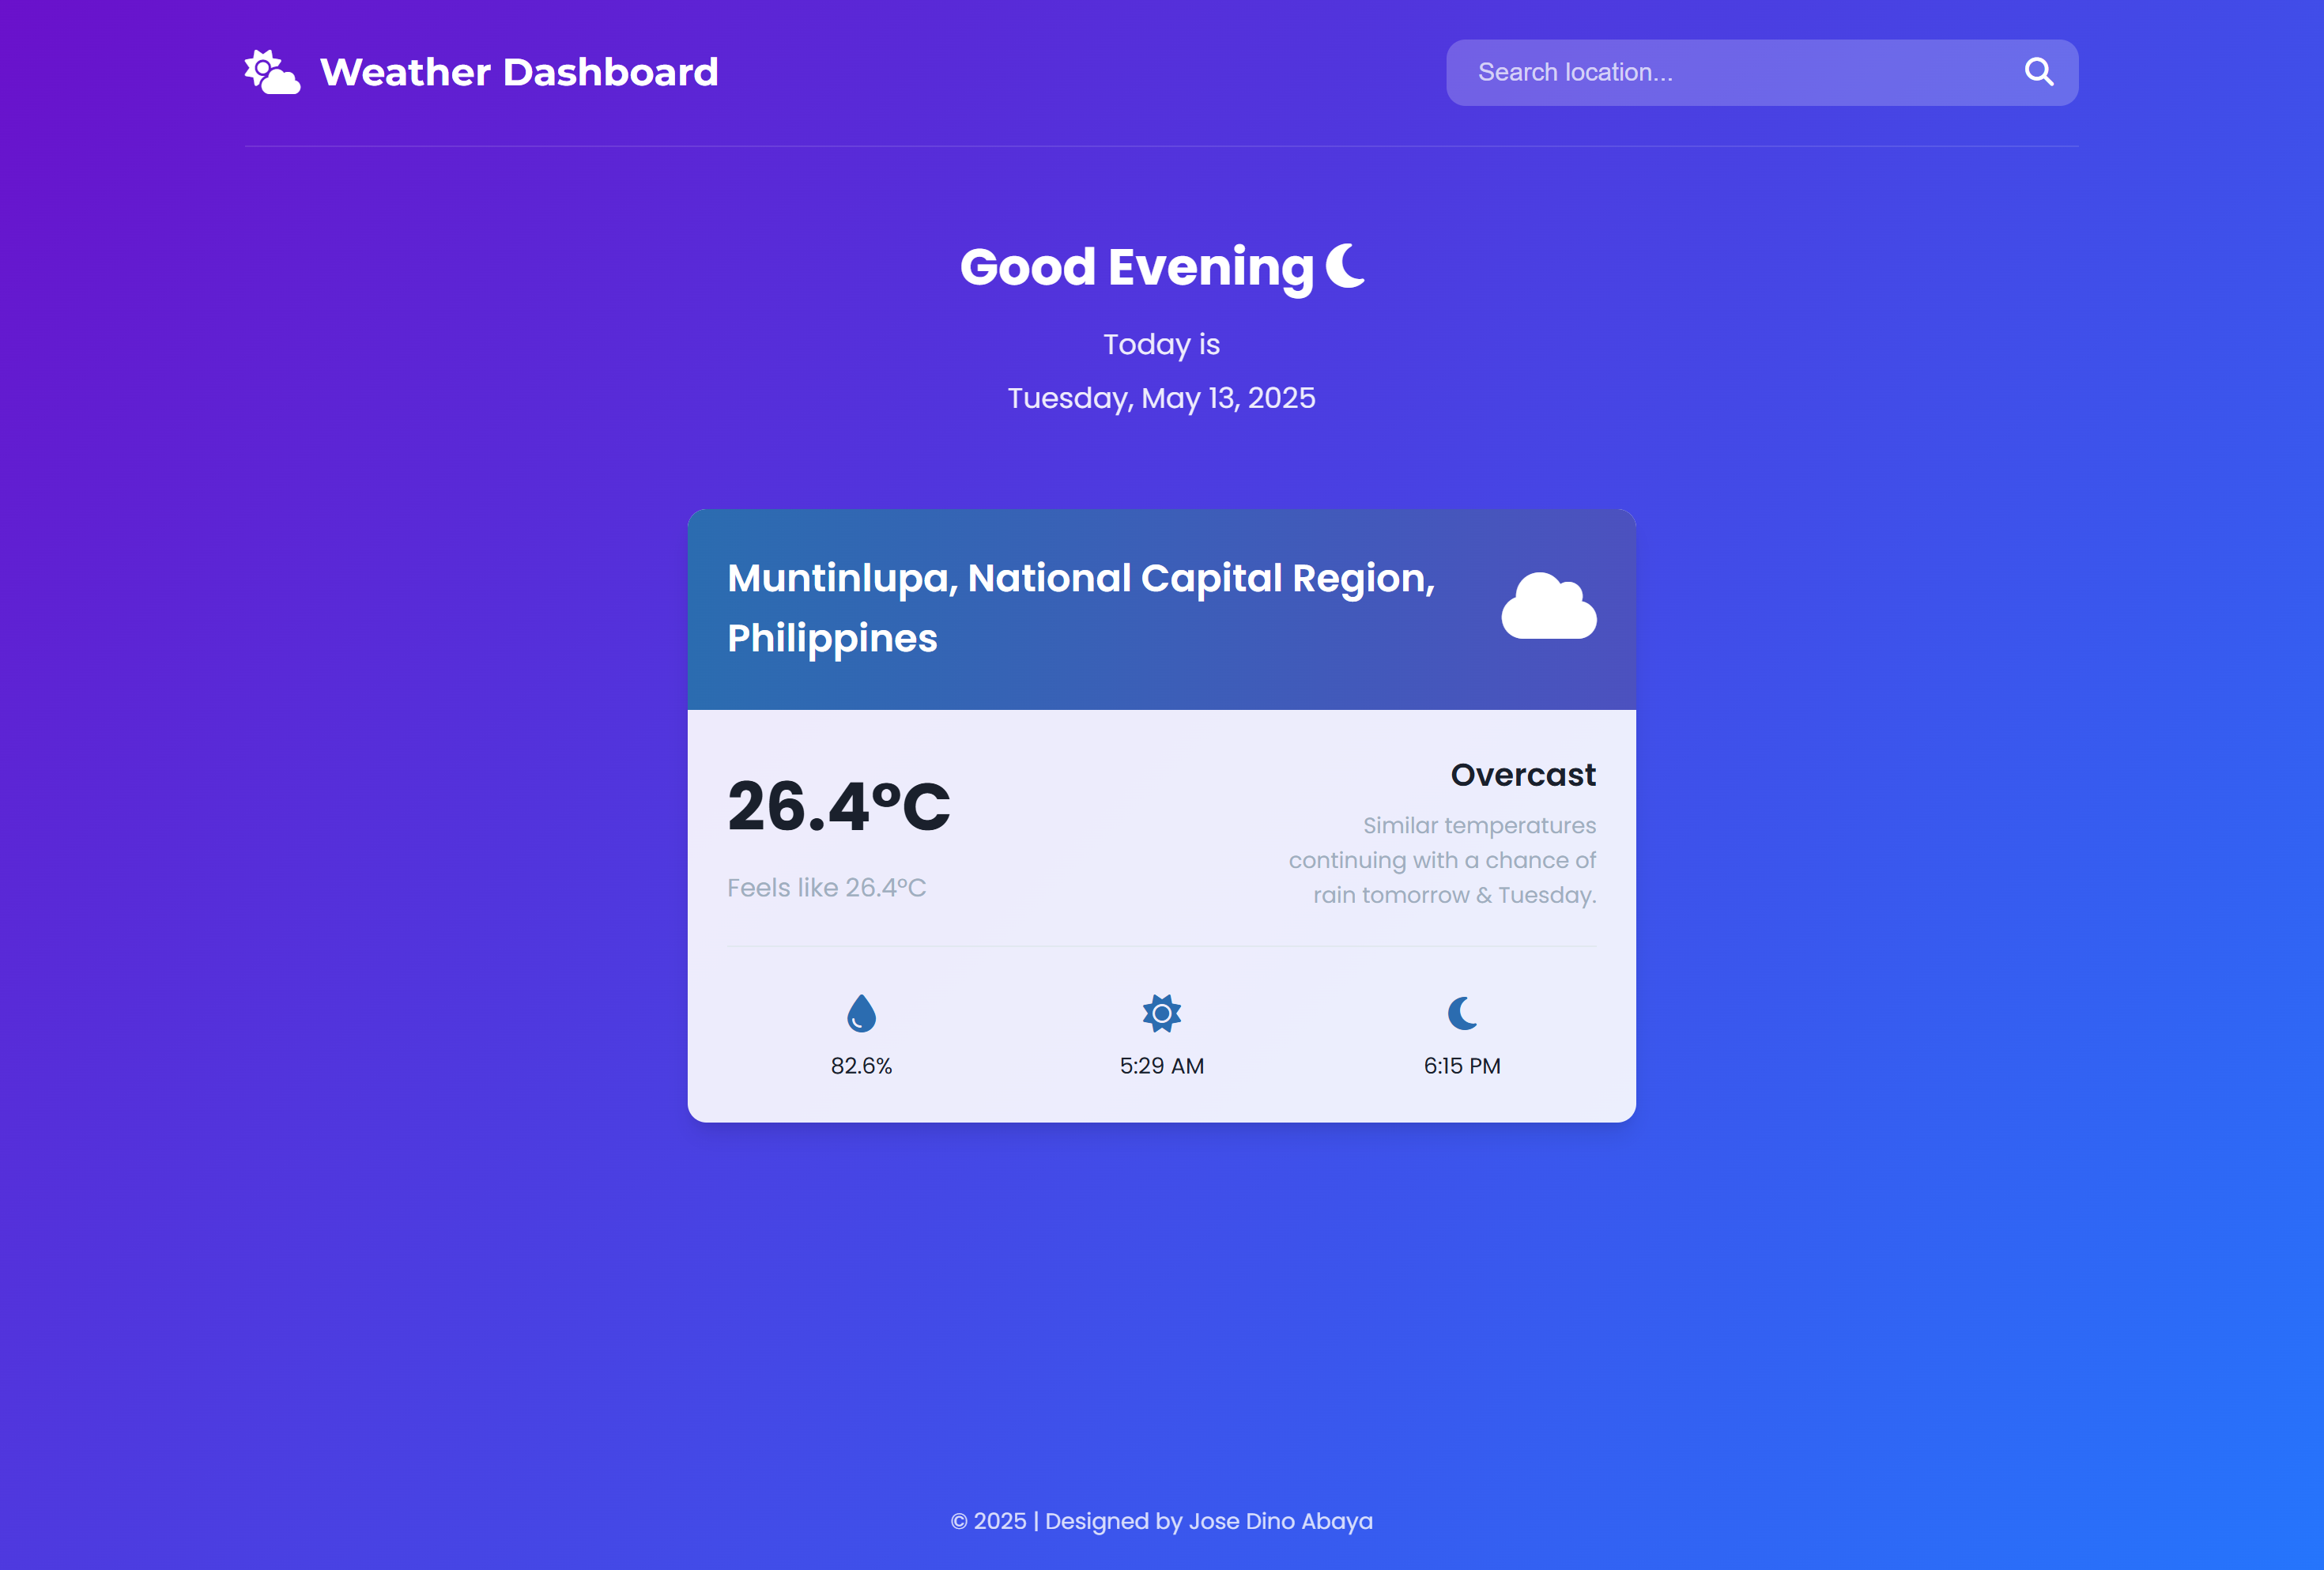 Weather Dashboard
Search location...
Good Evening
Today is
Tuesday, May 13, 2025
Muntinlupa, National Capital Region,
Philippines
26.4°C
Feels like 26.4°C
Overcast
Similar temperatures
continuing with a chance of
rain tomorrow & Tuesday.
82.6%
5:29 AM
6:15 PM
© 2025 | Designed by Jose Dino Abaya